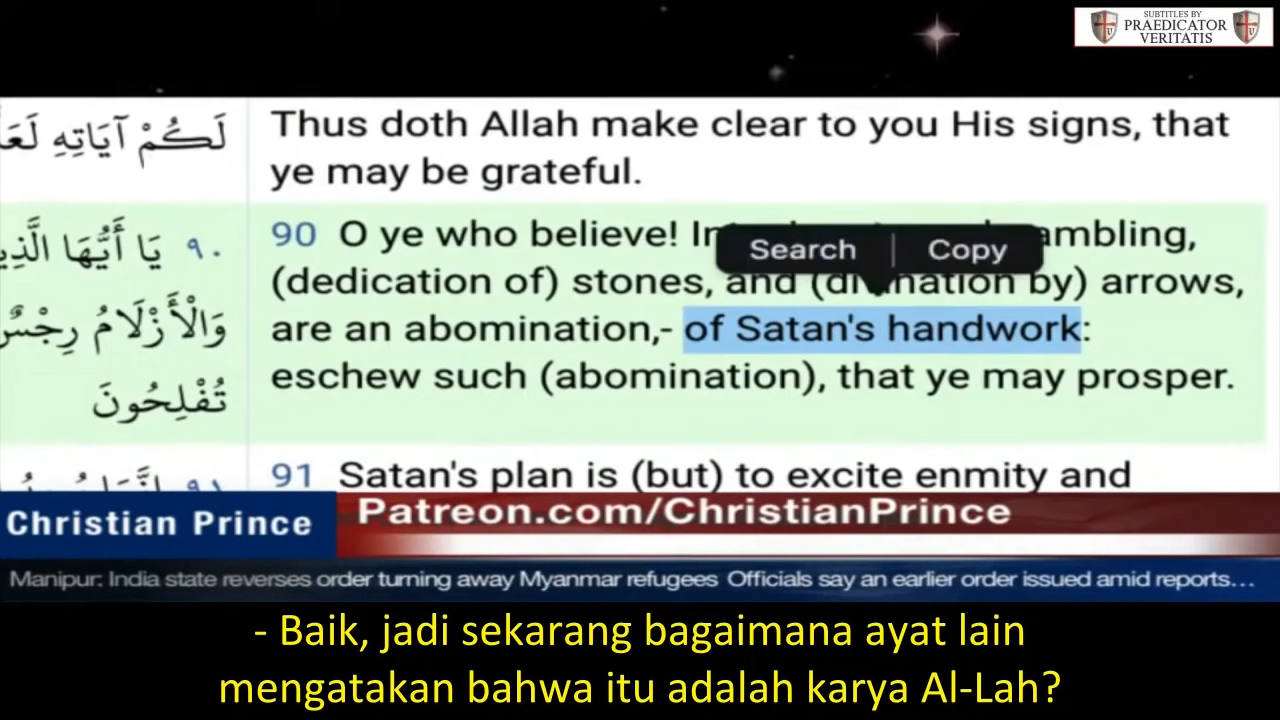 SUBTITLES BY
PRAEDICATOR
VERITATIS
لَكُمْ آيَاتِهِ
Thus doth Allah make clear to you His signs, that
ye may be grateful.
٩٠ يَا أَيُّهَا
90 O ye who believe! ambling,
Search Copy
(dedication of) stones, and (divination by) arrows,
وَالْأَزْلَامُ رِجْسٌ
are an abomination,- of Satan's handwork:
تُفْلِحُونَ
eschew such (abomination), that ye may prosper.
٩١
91 Satan's plan is (but) to excite enmity and
Christian Prince
Patreon.com/ChristianPrince
Manipur: India state reverses order turning away Myanmar refugees Officials say an earlier order issued amid reports...
- Baik, jadi sekarang bagaimana ayat lain
mengatakan bahwa itu adalah karya Al-Lah?